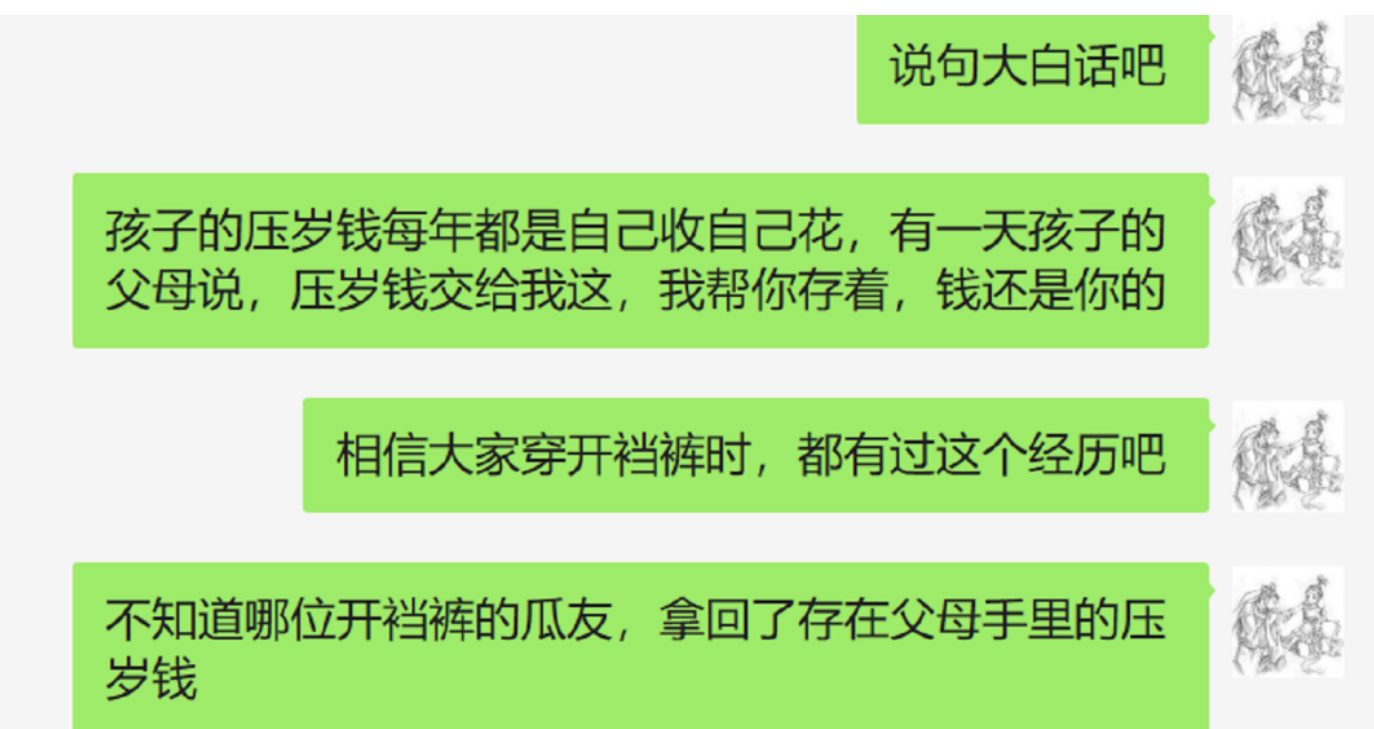 说句大白话吧
孩子的压岁钱每年都是自己收自己花，有一天孩子的
父母说，压岁钱交给我这，我帮你存着，钱还是你的
相信大家穿开裆裤时，都有过这个经历吧
不知道哪位开裆裤的瓜友，拿回了存在父母手里的压
岁钱